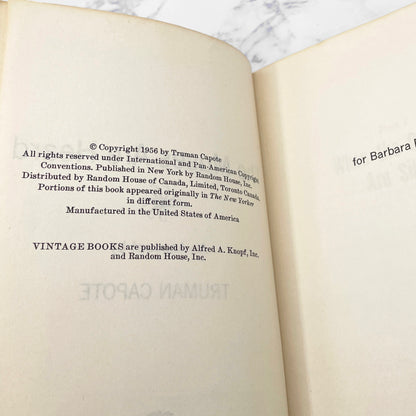 © Copyright 1956 by Truman Capote
All rights reserved under International and Pan-American Copyright
Conventions. Published in New York by Random House, Inc.
Distributed by Random House of Canada, Limited, Toronto Canada.
Portions of this book appeared originally in The New Yorker
in different form.
Manufactured in the United States of America
VINTAGE BOOKS are published by Alfred A. Knopf, Inc.
and Random House, Inc.
TRUMAN CAPOTE
for Barbara